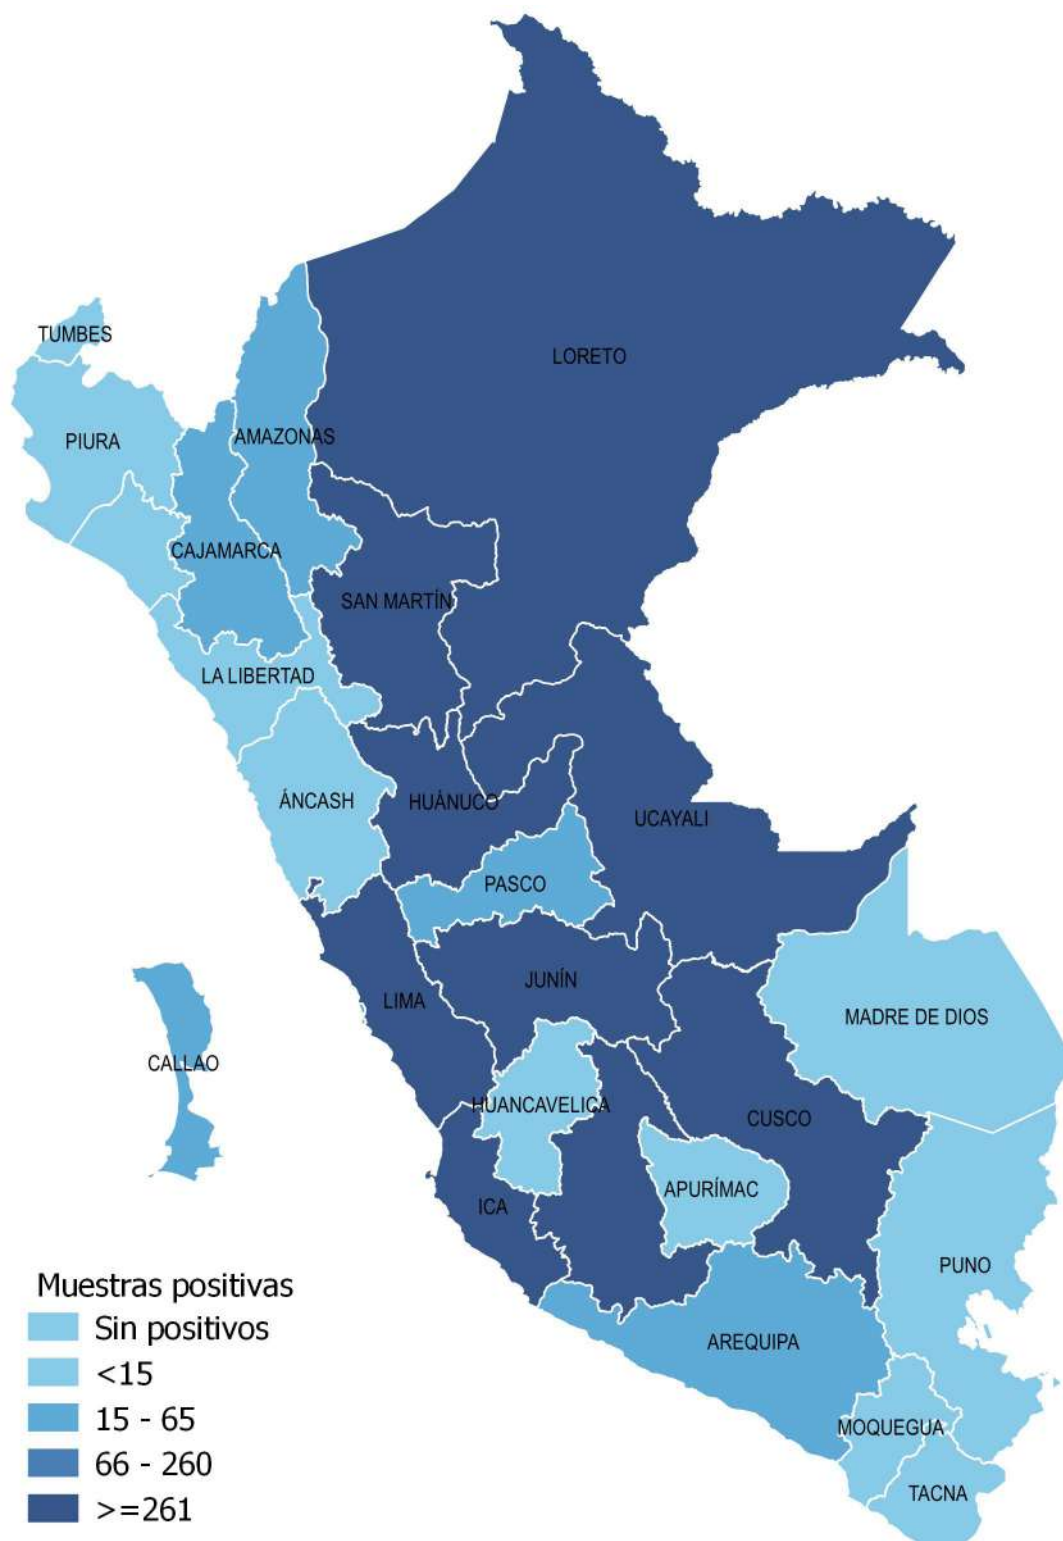 TUMBES
LORETO
PIURA
AMAZONAS
CAJAMARCA
SAN MARTÍN
LA LIBERTAD
ÁNCASH
HUÁNUCO
UCAYALI
PASCO
JUNÍN
LIMA
MADRE DE DIOS
CALLAO
HUANCAVELICA
CUSCO
APURÍMAC
ICA
PUNO
AREQUIPA
MOQUEGUA
TACNA
Muestras positivas
Sin positivos
<15
15 - 65
66 - 260
>=261